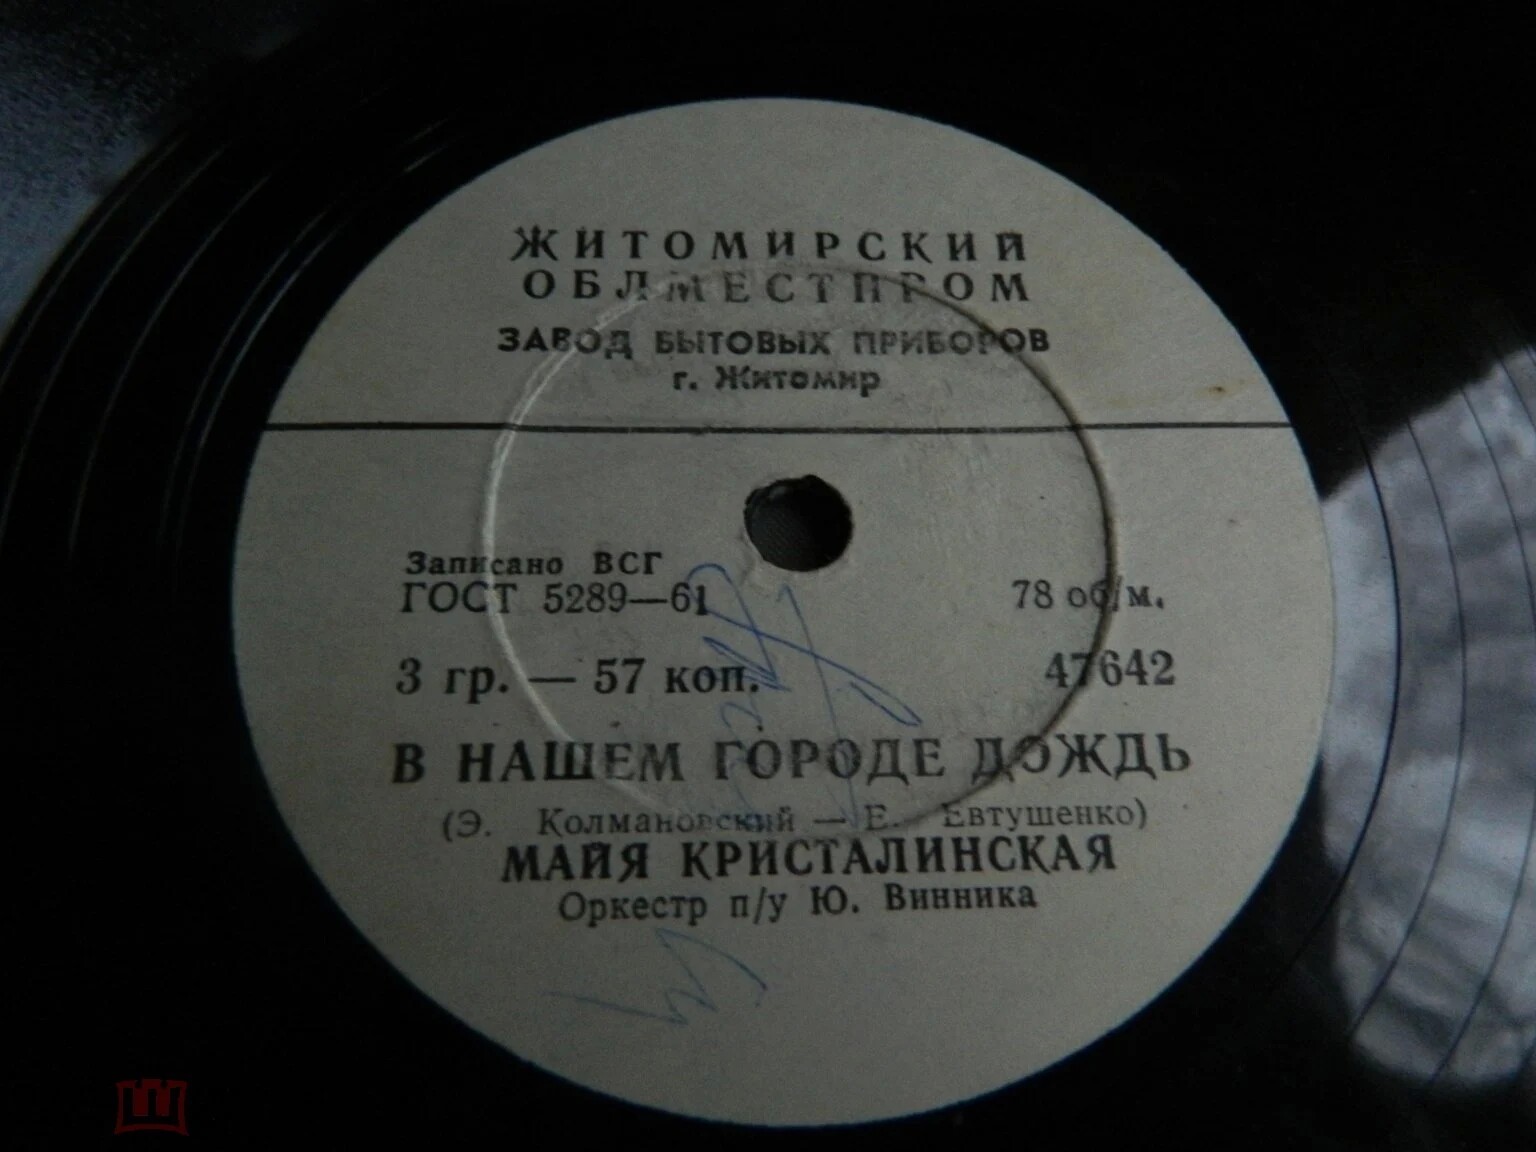 ЖИТОМИРСКИЙ
ОБЛМЕСТПРОМ
ЗАВОД БЫТОВЫХ ПРИБОРОВ
г. Житомир
Записано ВСГ
ГОСТ 5289—61 78 об/м.
3 гр. — 57 коп. 47642
В НАШЕМ ГОРОДЕ ДОЖДЬ
(Э. Колмановский — Е. Евтушенко)
МАЙЯ КРИСТАЛИНСКАЯ
Оркестр п/у Ю. Винника